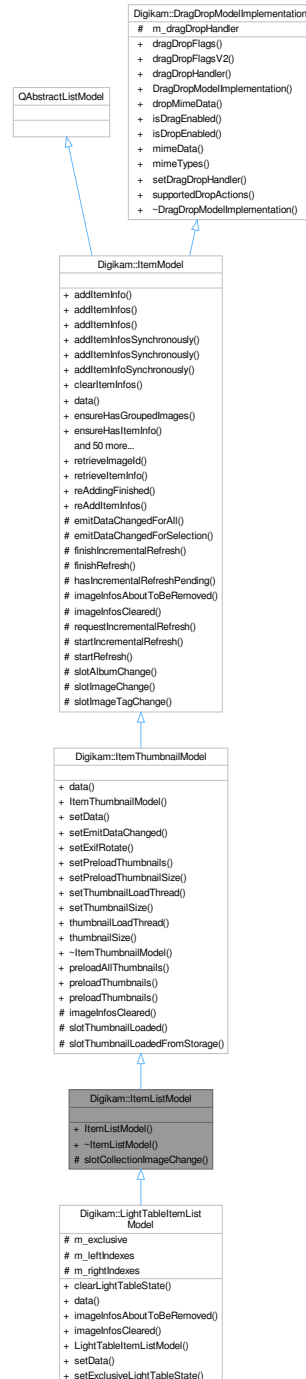 Digikam::DragDropModelImplementation
# m_dragDropHandler
+ dragDropFlags()
+ dragDropFlagsV2()
+ dragDropHandler()
+ DragDropModelImplementation()
+ dropMimeData()
+ isDragEnabled()
+ isDropEnabled()
+ mimeData()
+ mimeTypes()
+ setDragDropHandler()
+ supportedDropActions()
+ ~DragDropModelImplementation()
QAbstractListModel
Digikam::ItemModel
+ addItemInfo()
+ addItemInfos()
+ addItemInfos()
+ addItemInfosSynchronously()
+ addItemInfosSynchronously()
+ addItemInfoSynchronously()
+ clearItemInfos()
+ data()
+ ensureHasGroupedImages()
+ ensureHasItemInfo()
and 50 more...
+ retrieveImageId()
+ retrieveItemInfo()
+ reAddingFinished()
+ reAddItemInfos()
# emitDataChangedForAll()
# emitDataChangedForSelection()
# finishIncrementalRefresh()
# finishRefresh()
# hasIncrementalRefreshPending()
# imageInfosAboutToBeRemoved()
# imageInfosCleared()
# requestIncrementalRefresh()
# startIncrementalRefresh()
# startRefresh()
# slotAlbumChange()
# slotImageChange()
# slotImageTagChange()
Digikam::ItemThumbnailModel
+ data()
+ ItemThumbnailModel()
+ setData()
+ setEmitDataChanged()
+ setExifRotate()
+ setPreloadThumbnails()
+ setPreloadThumbnailSize()
+ setThumbnailLoadThread()
+ setThumbnailSize()
+ thumbnailLoadThread()
+ thumbnailSize()
+ ~ItemThumbnailModel()
+ preloadAllThumbnails()
+ preloadThumbnails()
+ preloadThumbnails()
# imageInfosCleared()
# slotThumbnailLoaded()
# slotThumbnailLoadedFromStorage()
Digikam::ItemListModel
+ ItemListModel()
+ ~ItemListModel()
# slotCollectionImageChange()
Digikam::LightTableItemList
Model
# m_exclusive
# m_leftIndexes
# m_rightIndexes
+ clearLightTableState()
+ data()
+ imageInfosAboutToBeRemoved()
+ imageInfosCleared()
+ LightTableItemListModel()
+ setData()
+ setExclusiveLightTableState()